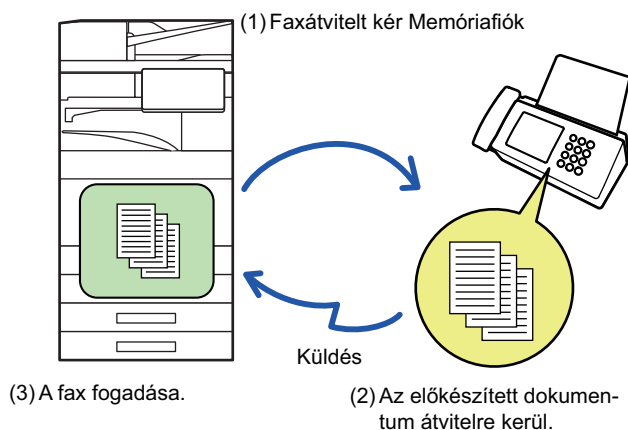 (1) Faxátvitelt kér Memóriafiók
Küldés
(3) A fax fogadása.
(2) Az előkészített dokumen-
tum átvitelre kerül.